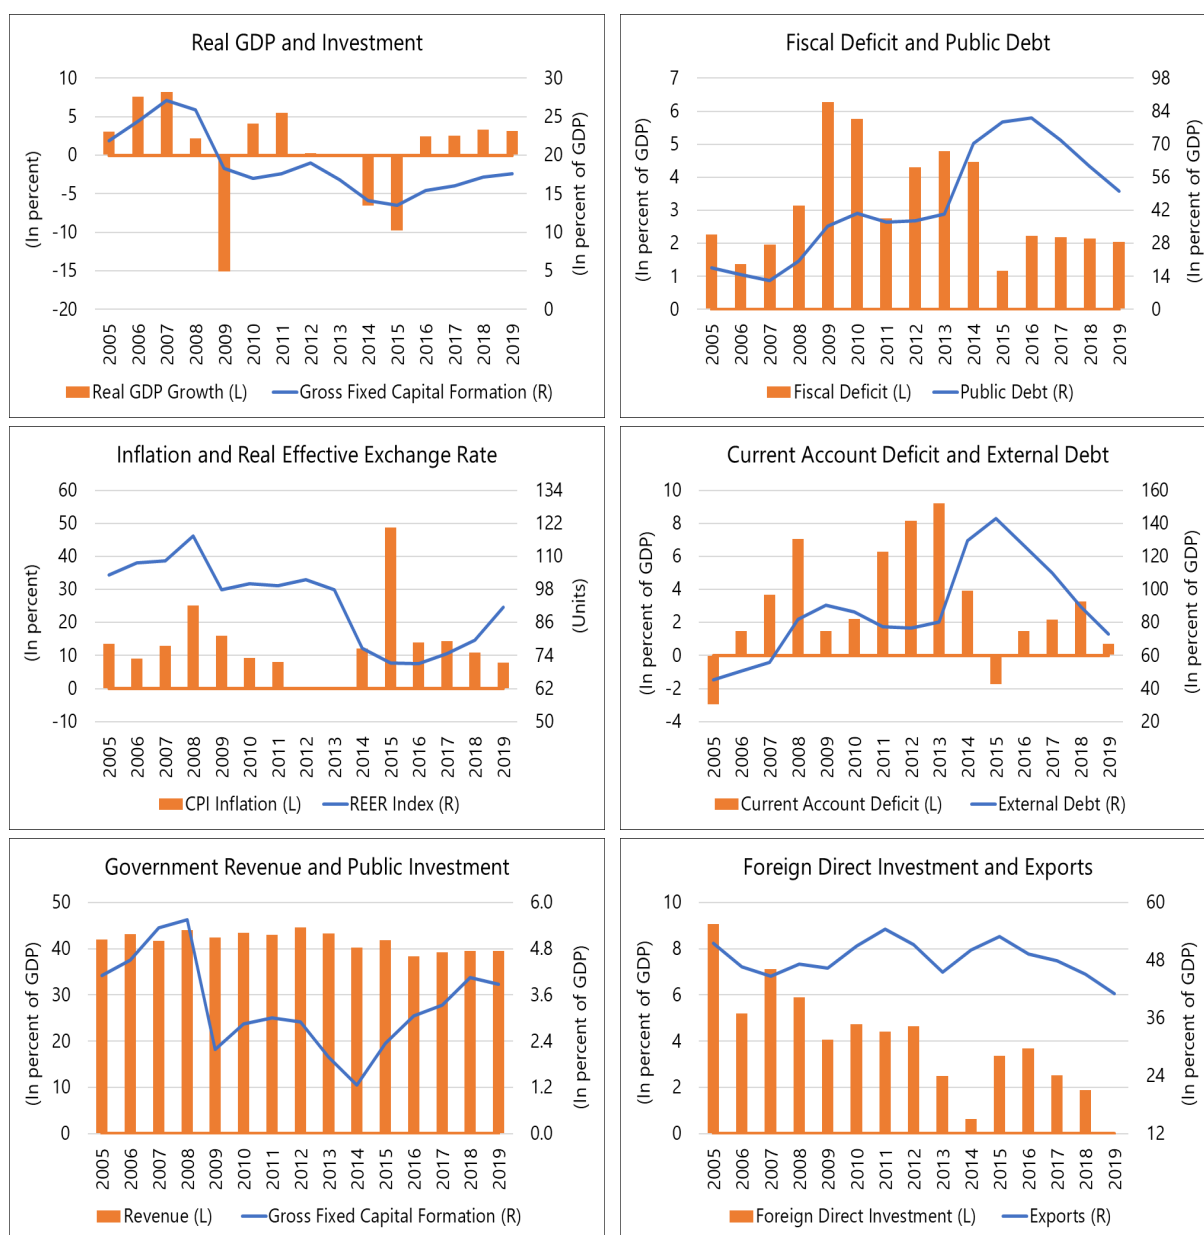 Real GDP and Investment
10
5
0
-5
-10
-15
-20
(In percent)
30
25
20
15
10
5
0
(In percent of GDP)
2005 2006 2007 2008 2009 2010 2011 2012 2013 2014 2015 2016 2017 2018 2019
Real GDP Growth (L) Gross Fixed Capital Formation (R)
Fiscal Deficit and Public Debt
7
6
5
4
3
2
1
0
(In percent of GDP)
98
84
70
56
42
28
14
0
(In percent of GDP)
2005 2006 2007 2008 2009 2010 2011 2012 2013 2014 2015 2016 2017 2018 2019
Fiscal Deficit (L) Public Debt (R)
Inflation and Real Effective Exchange Rate
60
50
40
30
20
10
0
-10
(In percent)
134
122
110
98
86
74
62
50
(Units)
2005 2006 2007 2008 2009 2010 2011 2012 2013 2014 2015 2016 2017 2018 2019
CPI Inflation (L) REER Index (R)
Current Account Deficit and External Debt
10
8
6
4
2
0
-2
-4
(In percent of GDP)
160
140
120
100
80
60
40
20
(In percent of GDP)
2005 2006 2007 2008 2009 2010 2011 2012 2013 2014 2015 2016 2017 2018 2019
Current Account Deficit (L) External Debt (R)
Government Revenue and Public Investment
50
40
30
20
10
0
(In percent of GDP)
6.0
4.8
3.6
2.4
1.2
0.0
(In percent of GDP)
2005 2006 2007 2008 2009 2010 2011 2012 2013 2014 2015 2016 2017 2018 2019
Revenue (L) Gross Fixed Capital Formation (R)
Foreign Direct Investment and Exports
10
8
6
4
2
0
(In percent of GDP)
60
48
36
24
12
(In percent of GDP)
2005 2006 2007 2008 2009 2010 2011 2012 2013 2014 2015 2016 2017 2018 2019
Foreign Direct Investment (L) Exports (R)